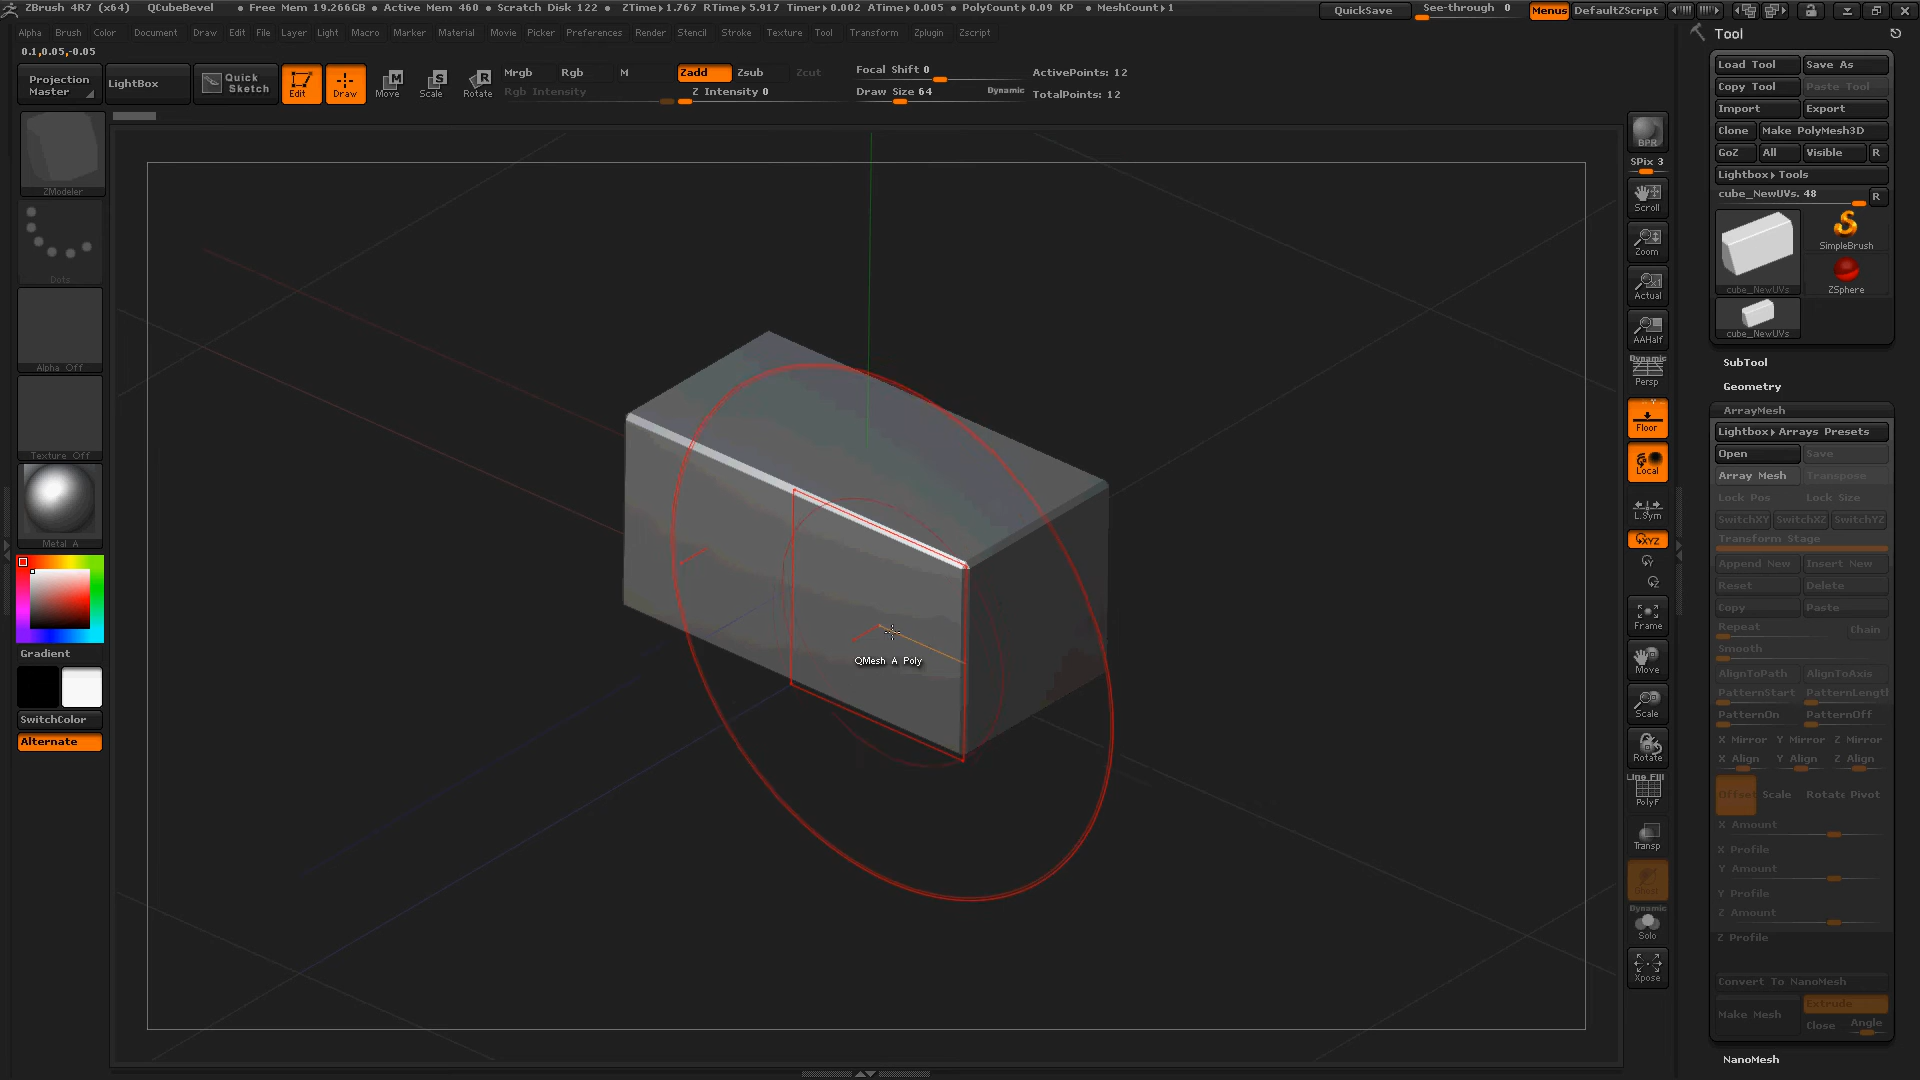 ZBrush 4R7 (x64) QCubeBevel • Free Mem 19.266GB • Active Mem 460 • Scratch Disk 122 • ZTime▸1.767 RTime▸5.917 Timer▸0.002 ATime▸0.005 • PolyCount▸0.09 KP • MeshCount▸1 QuickSave See-through 0 Menus DefaultZScript
Alpha Brush Color Document Draw Edit File Layer Light Macro Marker Material Movie Picker Preferences Render Stencil Stroke Texture Tool Transform Zplugin Zscript
0.1,0.05,-0.05
Projection Master
LightBox
Quick Sketch
Edit
Draw
Move
Scale
Rotate
Mrgb Rgb M
Rgb Intensity
Zadd Zsub Zcut
Z Intensity 0
Focal Shift 0
Draw Size 64
Dynamic
ActivePoints: 12
TotalPoints: 12
ZModeler
Dots
Alpha Off
Texture Off
Metal A
Gradient
SwitchColor
Alternate
QMesh A Poly
BPR
SPix 3
Scroll
Zoom
Actual
AAHalf
Dynamic
Persp
Floor
Local
L.Sym
XYZ
Y
Z
Frame
Move
Scale
Rotate
Line Fill
PolyF
Transp
Ghost
Dynamic
Solo
Xpose
Tool
Load Tool Save As
Copy Tool Paste Tool
Import Export
Clone Make PolyMesh3D
GoZ All Visible R
Lightbox▸Tools
cube_NewUVs. 48 R
cube_NewUVs
SimpleBrush
ZSphere
cube_NewUVs
SubTool
Geometry
ArrayMesh
Lightbox▸Arrays Presets
Open Save
Array Mesh Transpose
Lock Pos Lock Size
SwitchXY SwitchXZ SwitchYZ
Transform Stage
Append New Insert New
Reset Delete
Copy Paste
Repeat Chain
Smooth
AlignToPath AlignToAxis
PatternStart PatternLength
PatternOn PatternOff
X Mirror Y Mirror Z Mirror
X Align Y Align Z Align
Offset Scale Rotate Pivot
X Amount
X Profile
Y Amount
Y Profile
Z Amount
Z Profile
Convert To NanoMesh
Make Mesh Extrude
Close Angle
NanoMesh